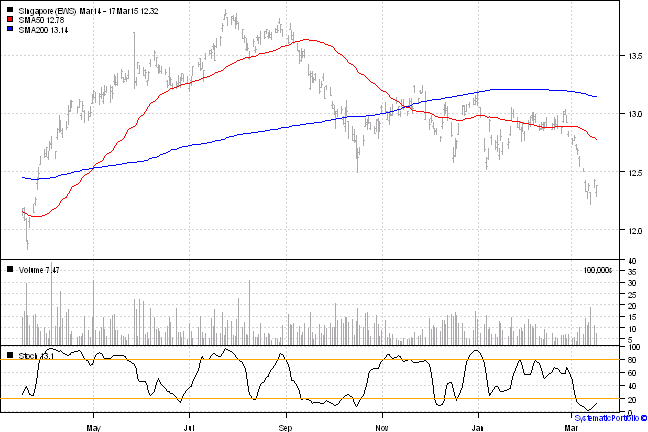 Singapore (EWS) Mar14 - 17Mar15 12.32
SMA50 12.78
SMA200 13.14
13.5
13.0
12.5
12.0
Volume 7.47
100,000s
40
35
30
25
20
15
10
5
Stoch 13.1
100
80
60
40
20
0
May Jul Sep Nov Jan Mar
SystematicPortfolio ©